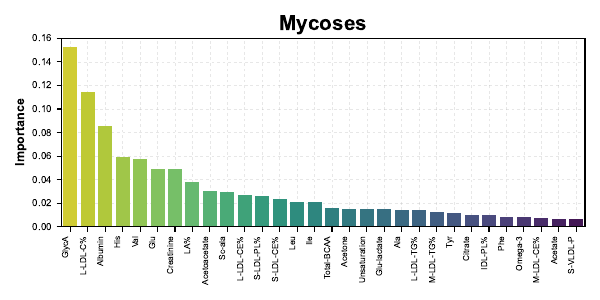 Mycoses
Importance
0.16
0.14
0.12
0.10
0.08
0.06
0.04
0.02
0.00
GlycA
L-LDL-C%
Albumin
His
Val
Glu
Creatinine
LA%
Acetoacetate
Sc-ala
L-LDL-CE%
S-LDL-PL%
S-LDL-CE%
Leu
Ile
Total-BCAA
Acetone
Unsaturation
Glu-lactate
Ala
L-LDL-TG%
M-LDL-TG%
Tyr
Citrate
IDL-PL%
Phe
Omega-3
M-LDL-CE%
Acetate
S-VLDL-P